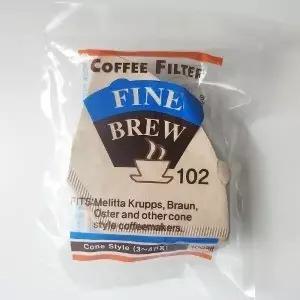 COFFEE FILTER
FINE
BREW
102
FITS: Melitta Krupps, Braun,
Oster and other cone
style coffeemakers.
Cone Style